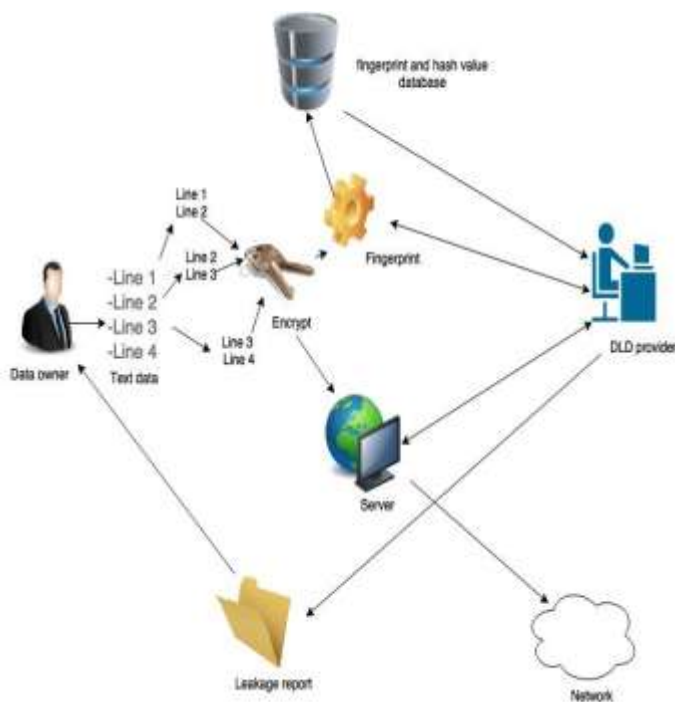 fingerprint and hash value
database
Line 1
Line 2
Line 2
Line 3
Line 3
Line 4
-Line 1
-Line 2
-Line 3
-Line 4
Text data
Data owner
Encrypt
Fingerprint
DLD provider
Server
Leakage report
Network